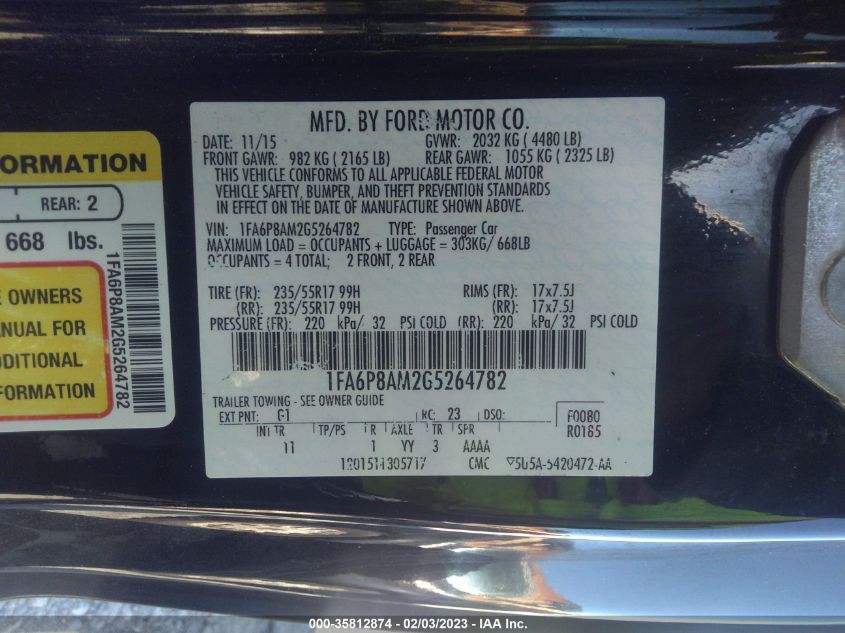 ORMATION
REAR: 2
668 lbs.
E OWNERS
ANUAL FOR
DDITIONAL
FORMATION
1FA6P8AM2G5264782
MFD. BY FORD MOTOR CO.
DATE: 11/15 GVWR: 2032 KG ( 4480 LB)
FRONT GAWR: 982 KG ( 2165 LB) REAR GAWR: 1055 KG ( 2325 LB)
THIS VEHICLE CONFORMS TO ALL APPLICABLE FEDERAL MOTOR
VEHICLE SAFETY, BUMPER, AND THEFT PREVENTION STANDARDS
IN EFFECT ON THE DATE OF MANUFACTURE SHOWN ABOVE.
VIN: 1FA6P8AM2G5264782 TYPE: Passenger Car
MAXIMUM LOAD = OCCUPANTS + LUGGAGE = 303KG/ 668LB
OCCUPANTS = 4 TOTAL; 2 FRONT, 2 REAR
TIRE (FR): 235/55R17 99H RIMS (FR): 17x7.5J
(RR): 235/55R17 99H (RR): 17x7.5J
PRESSURE (FR): 220 kPa/ 32 PSI COLD (RR): 220 kPa/ 32 PSI COLD
1FA6P8AM2G5264782
TRAILER TOWING - SEE OWNER GUIDE
EXT PNT: G1 RC: 23 DSO: F0080
R0185
INT TR TP/PS R AXLE TR SPR
11 1 YY 3 AAAA
1201511305717 CMC
000-35812874 - 02/03/2023 - IAA Inc.